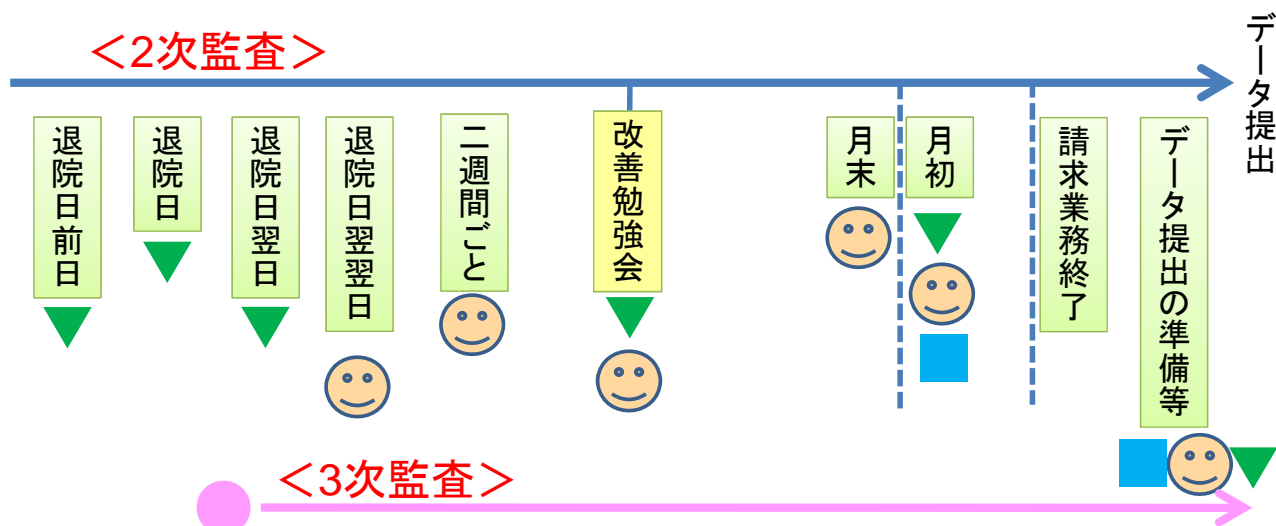 ＜2次監査＞
データ提出
退院日前日
退院日
退院日翌日
退院日翌翌日
二週間ごと
改善勉強会
月末
月初
請求業務終了
データ提出の準備等
＜3次監査＞